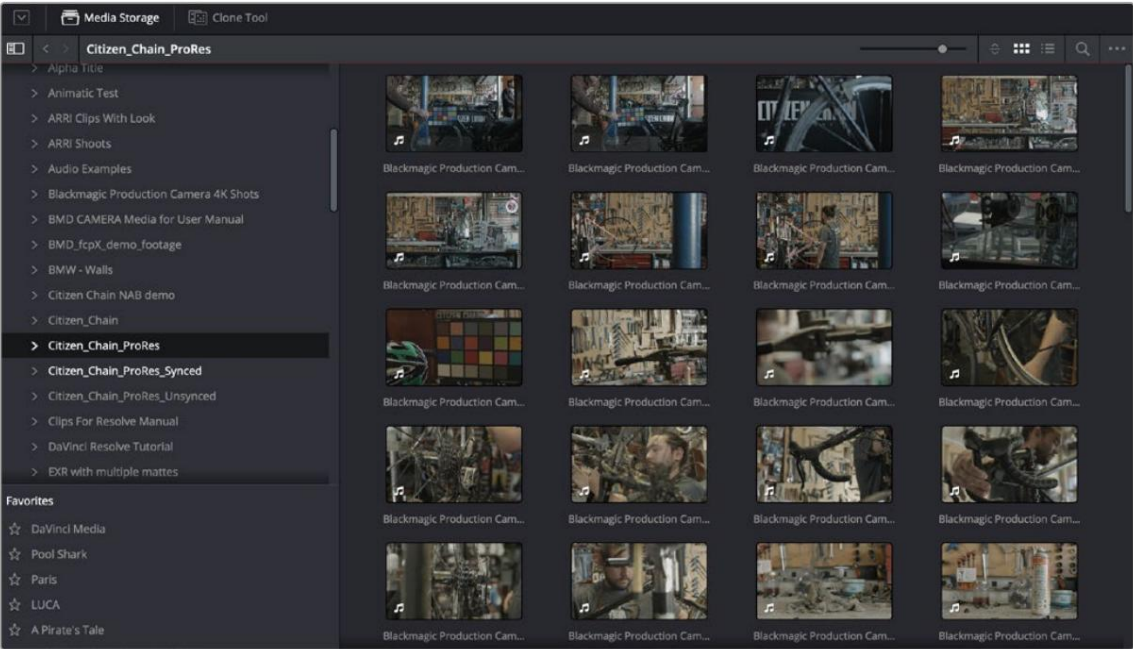 Media Storage Clone Tool
Citizen_Chain_ProRes
Alpha Title
Animatic Test
ARRI Clips With Look
ARRI Shoots
Audio Examples
Blackmagic Production Camera 4K Shots
BMD CAMERA Media for User Manual
BMD_fcpX_demo_footage
BMW - Walls
Citizen Chain NAB demo
Citizen_Chain
Citizen_Chain_ProRes
Citizen_Chain_ProRes_Synced
Citizen_Chain_ProRes_Unsynced
Clips For Resolve Manual
DaVinci Resolve Tutorial
EXR with multiple mattes
Favorites
DaVinci Media
Pool Shark
Paris
LUCA
A Pirate's Tale
CITIZEN CHAIN
Blackmagic Production Cam... Blackmagic Production Cam... Blackmagic Production Cam... Blackmagic Production Cam...
Blackmagic Production Cam... Blackmagic Production Cam... Blackmagic Production Cam... Blackmagic Production Cam...
Blackmagic Production Cam... Blackmagic Production Cam... Blackmagic Production Cam... Blackmagic Production Cam...
Blackmagic Production Cam... Blackmagic Production Cam... Blackmagic Production Cam... Blackmagic Production Cam...
Blackmagic Production Cam... Blackmagic Production Cam... Blackmagic Production Cam... Blackmagic Production Cam...